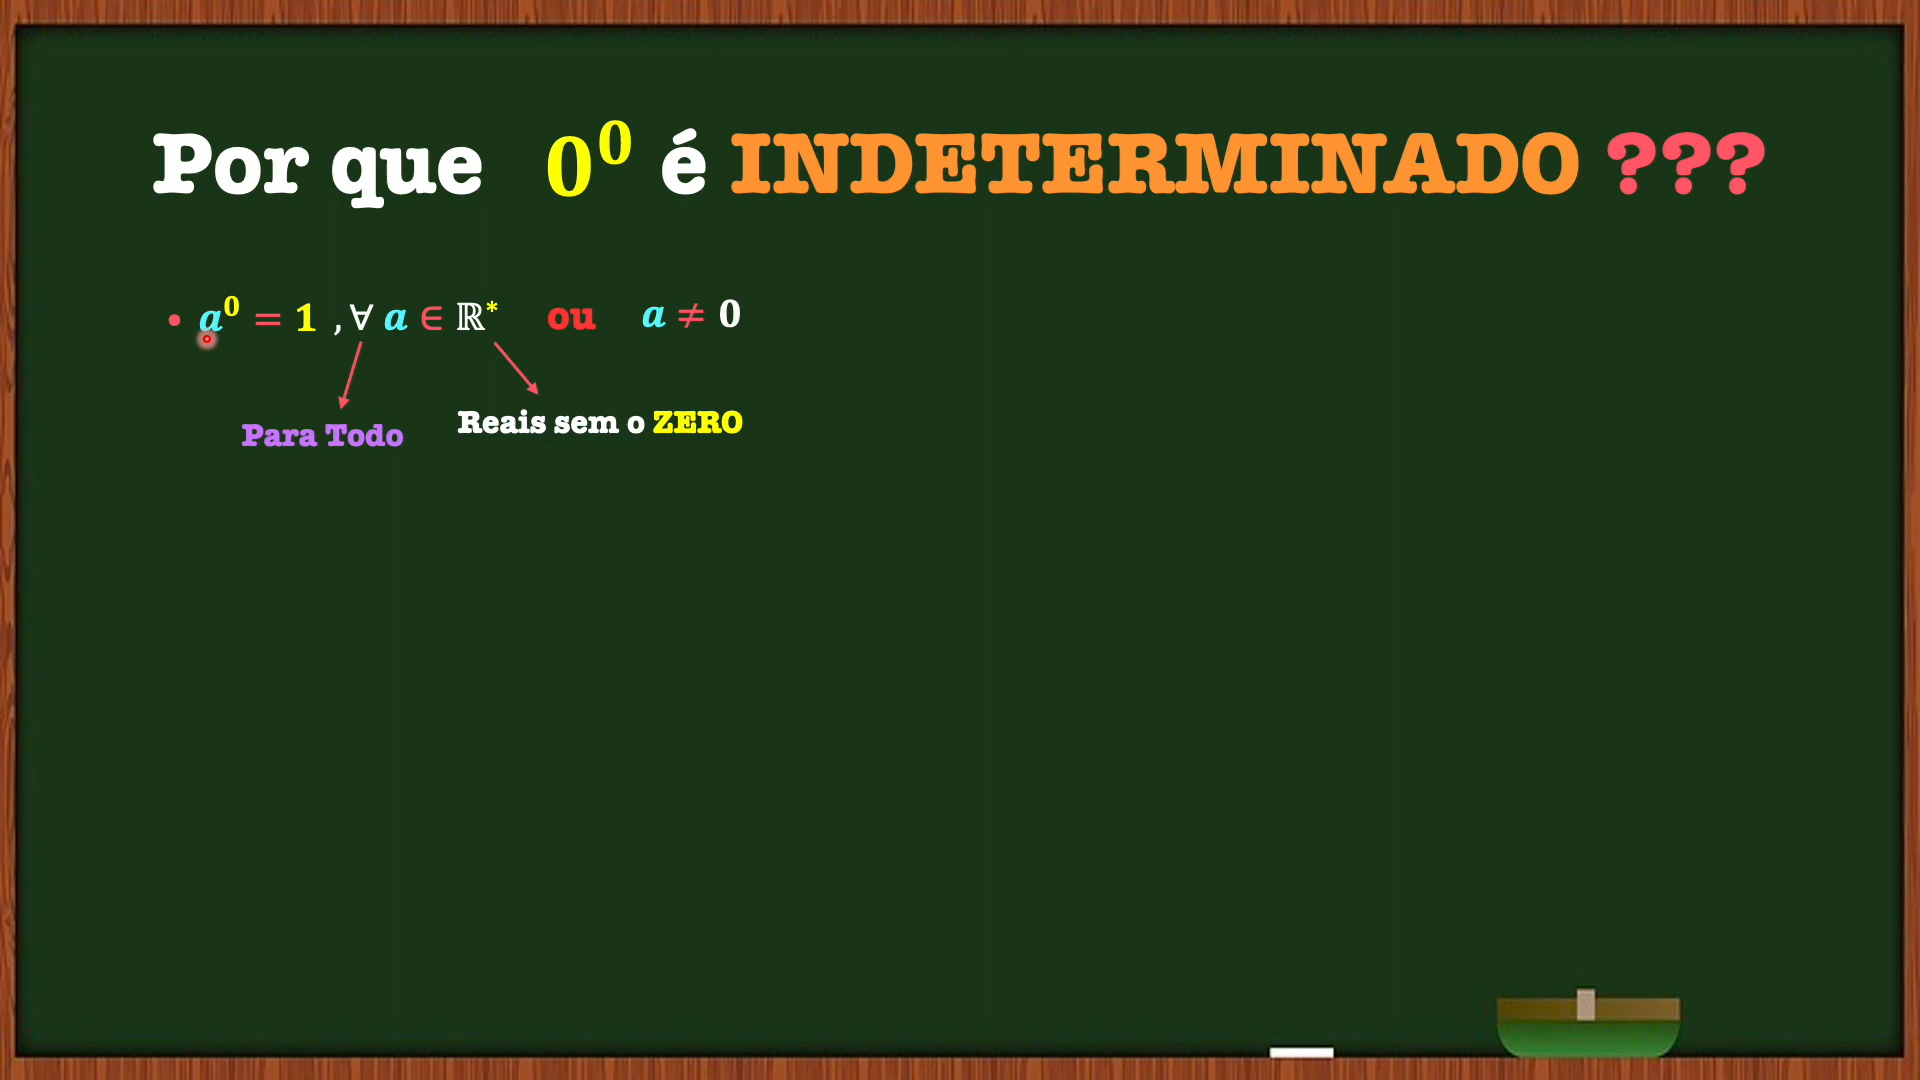 Por que 0⁰ é INDETERMINADO ???
• a⁰ = 1 , ∀ a ∈ ℝ* ou a ≠ 0
Para Todo
Reais sem o ZERO